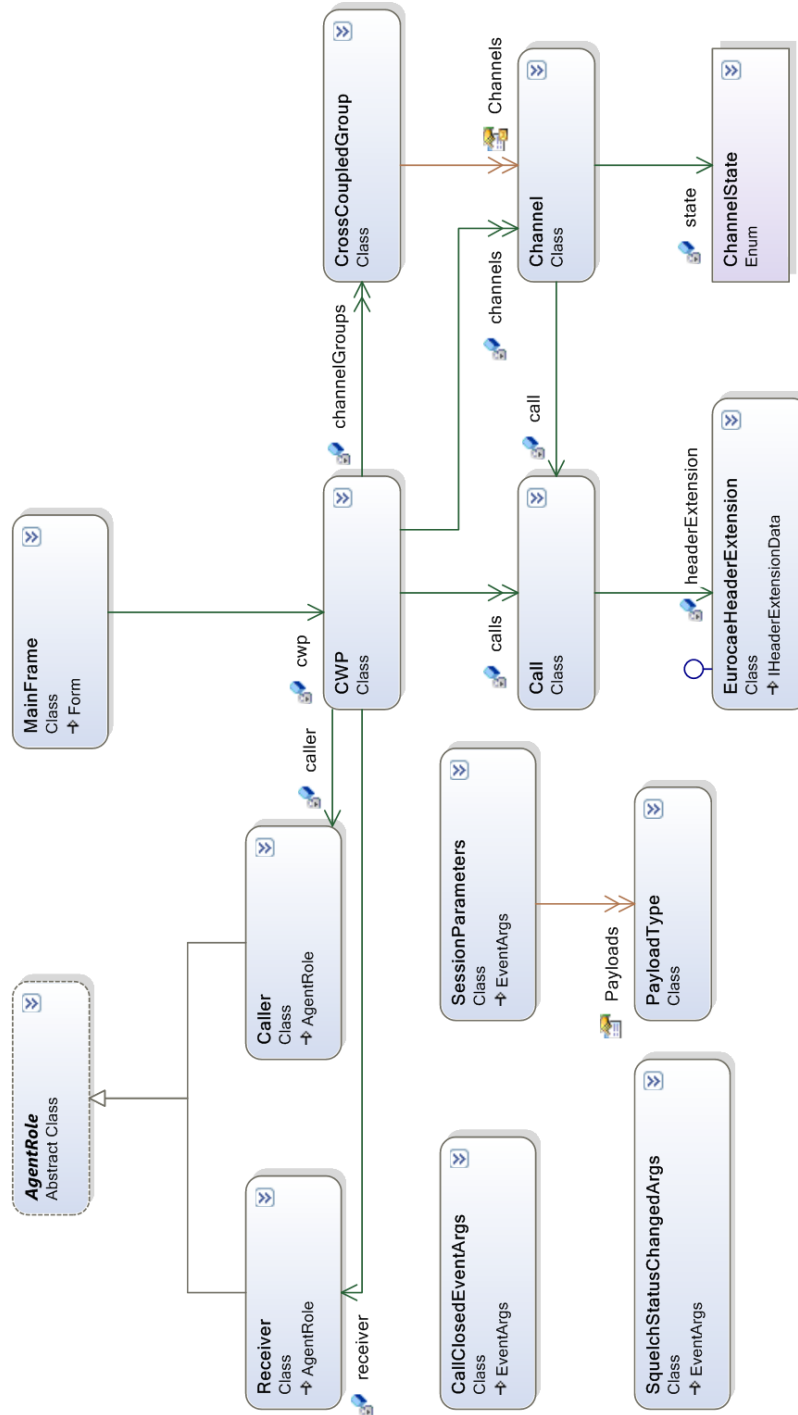 AgentRole
Abstract Class
MainFrame
Class
Form
Receiver
Class
AgentRole
Caller
Class
AgentRole
caller
cwp
receiver
CWP
Class
channelGroups
CrossCoupledGroup
Class
CallClosedEventArgs
Class
EventArgs
SessionParameters
Class
EventArgs
calls
call
channels
Channels
Call
Class
Channel
Class
Payloads
SquelchStatusChangedArgs
Class
EventArgs
PayloadType
Class
headerExtension
state
EurocaeHeaderExtension
Class
IHeaderExtensionData
ChannelState
Enum